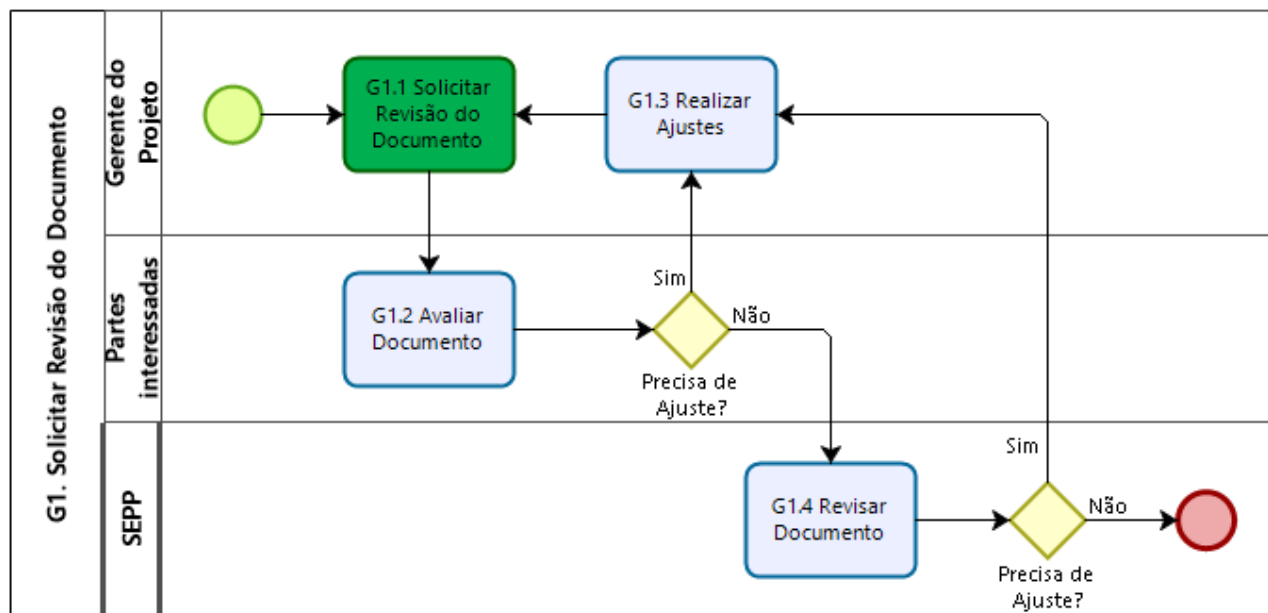 G1. Solicitar Revisão do Documento
Gerente do
Projeto
G1.1 Solicitar
Revisão do
Documento
G1.3 Realizar
Ajustes
Partes
interessadas
G1.2 Avaliar
Documento
Sim
Não
Precisa de
Ajuste?
SEPP
G1.4 Revisar
Documento
Sim
Não
Precisa de
Ajuste?